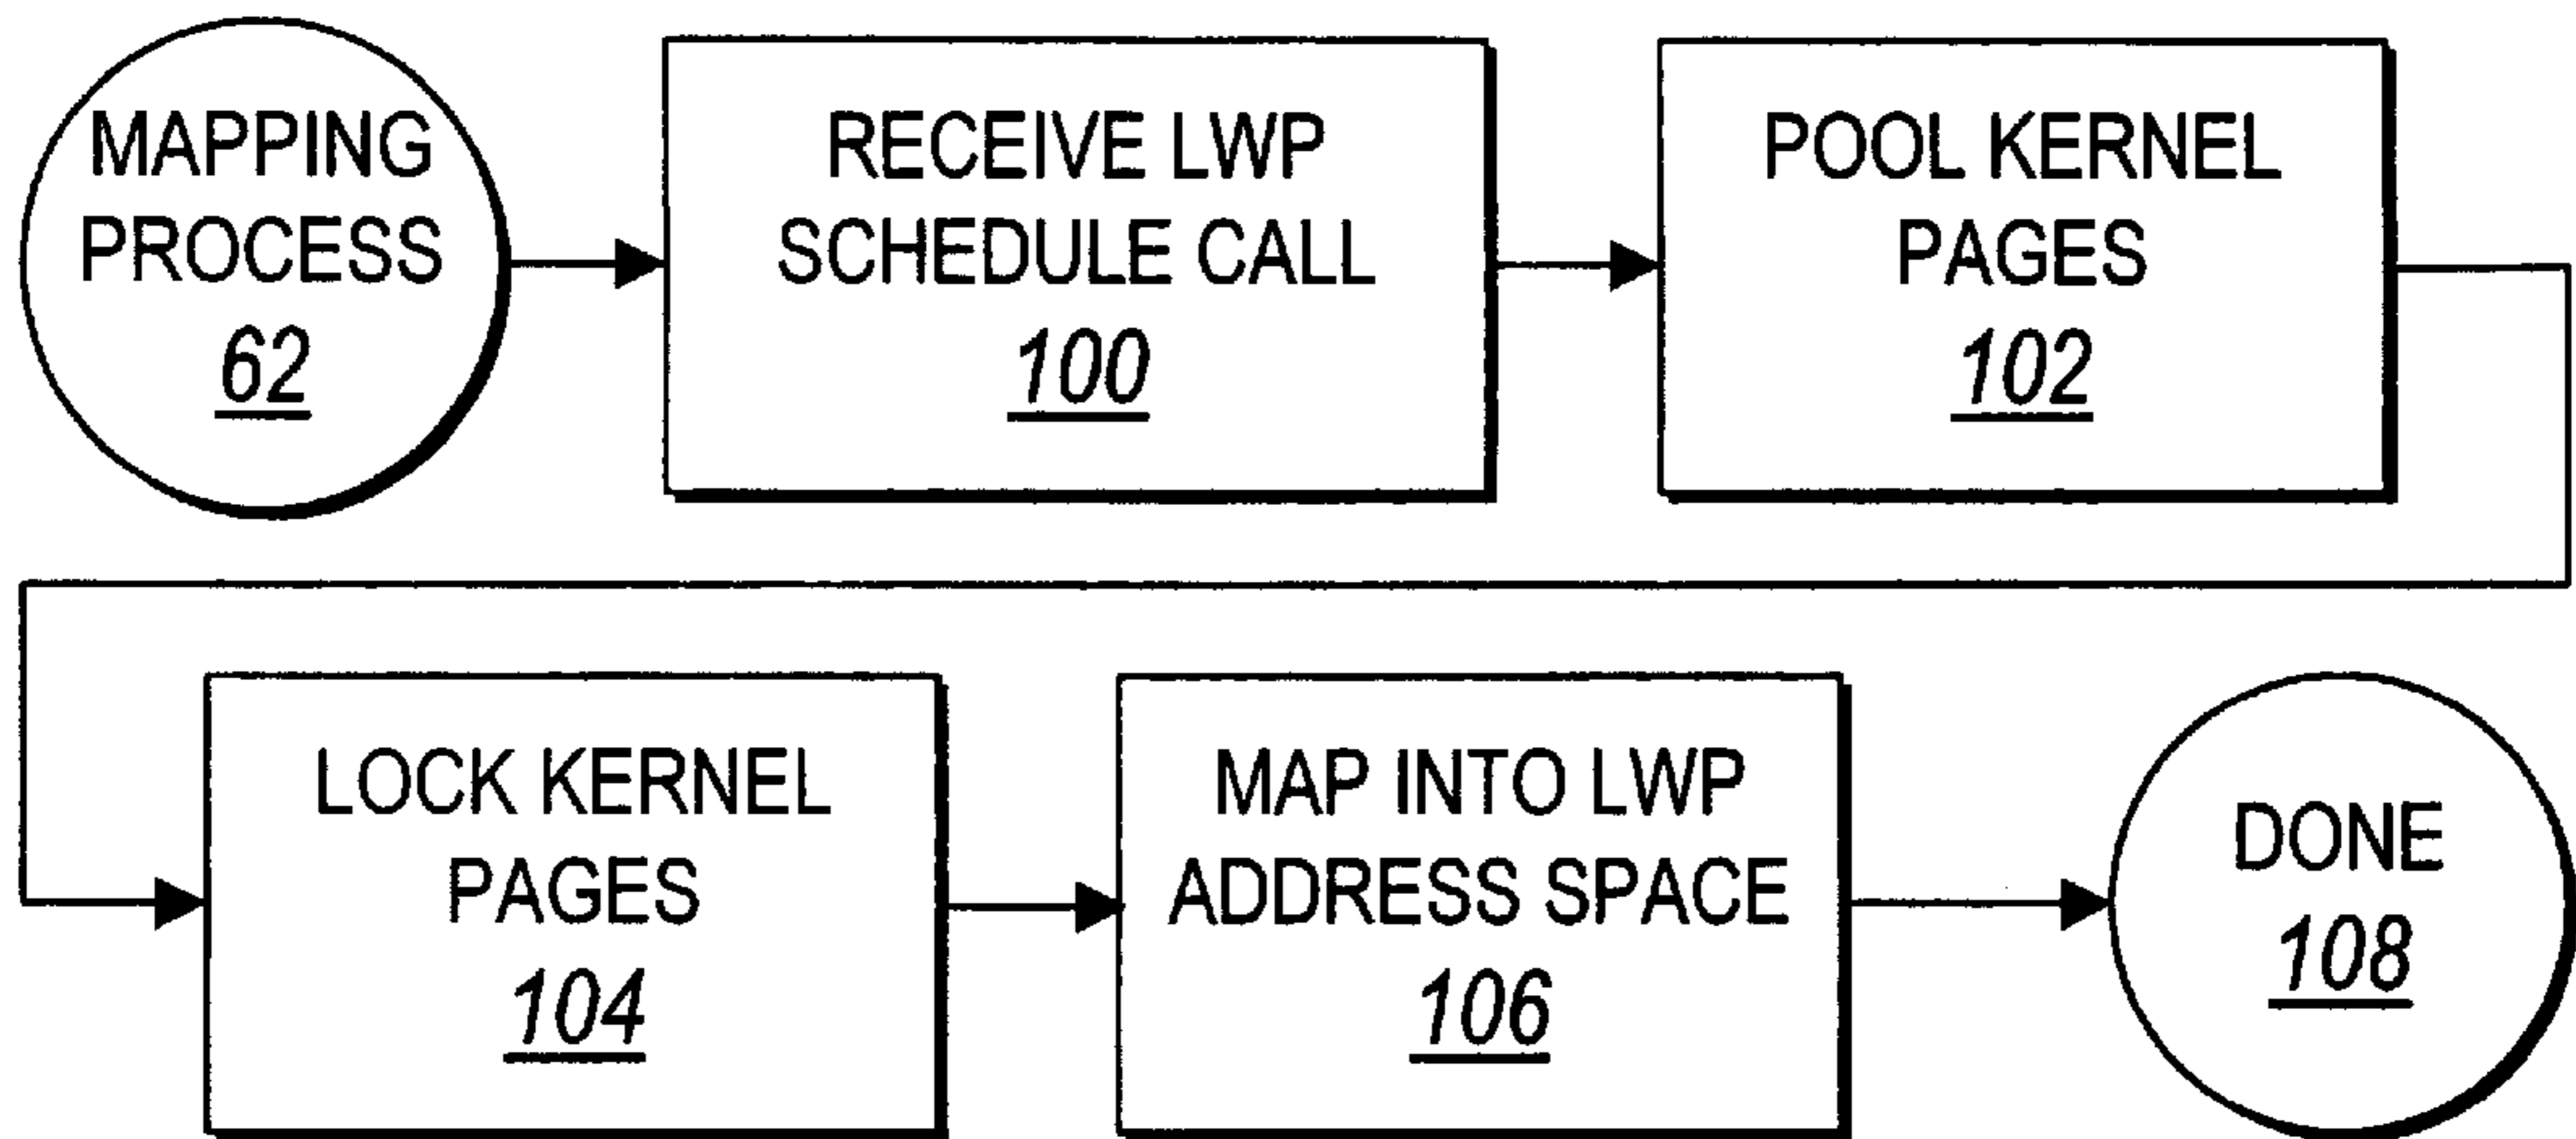 MAPPING
PROCESS
62
RECEIVE LWP
SCHEDULE CALL
100
POOL KERNEL
PAGES
102
LOCK KERNEL
PAGES
104
MAP INTO LWP
ADDRESS SPACE
106
DONE
108